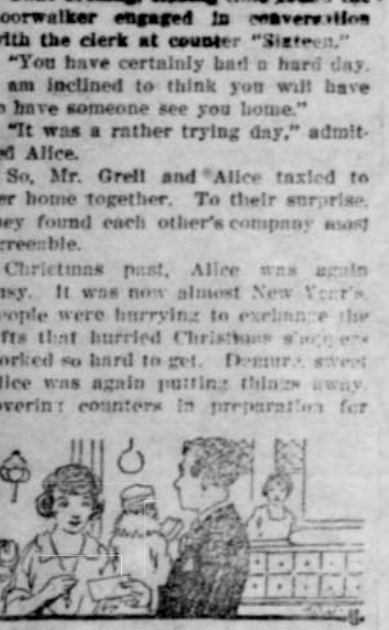 oorwalker engaged in conversation
ith the clerk at counter "Sixteen."
"You have certainly had a hard day.
am inclined to think you will have
o have someone see you home."
"It was a rather trying day," admit-
ed Alice.
So, Mr. Grell and Alice taxied to
er home together. To their surprise,
hey found each other's company most
greeable.
Christmas past, Alice was again
usy. It was now almost New Year's.
eople were hurrying to exchange the
ifts that hurried Christmas shoppers
orked so hard to get. Demure, sweet
lice was again putting things away,
overing counters in preparation for